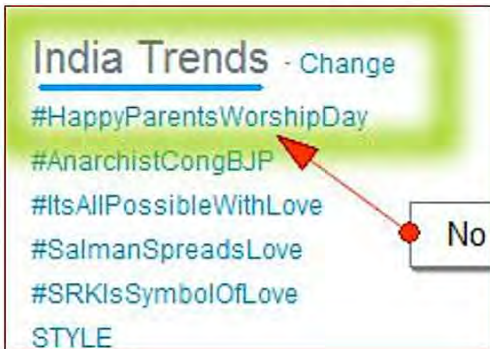 India Trends · Change
#HappyParentsWorshipDay
#AnarchistCongBJP
#ItsAllPossibleWithLove
#SalmanSpreadsLove
No
#SRKIsSymbolOfLove
STYLE